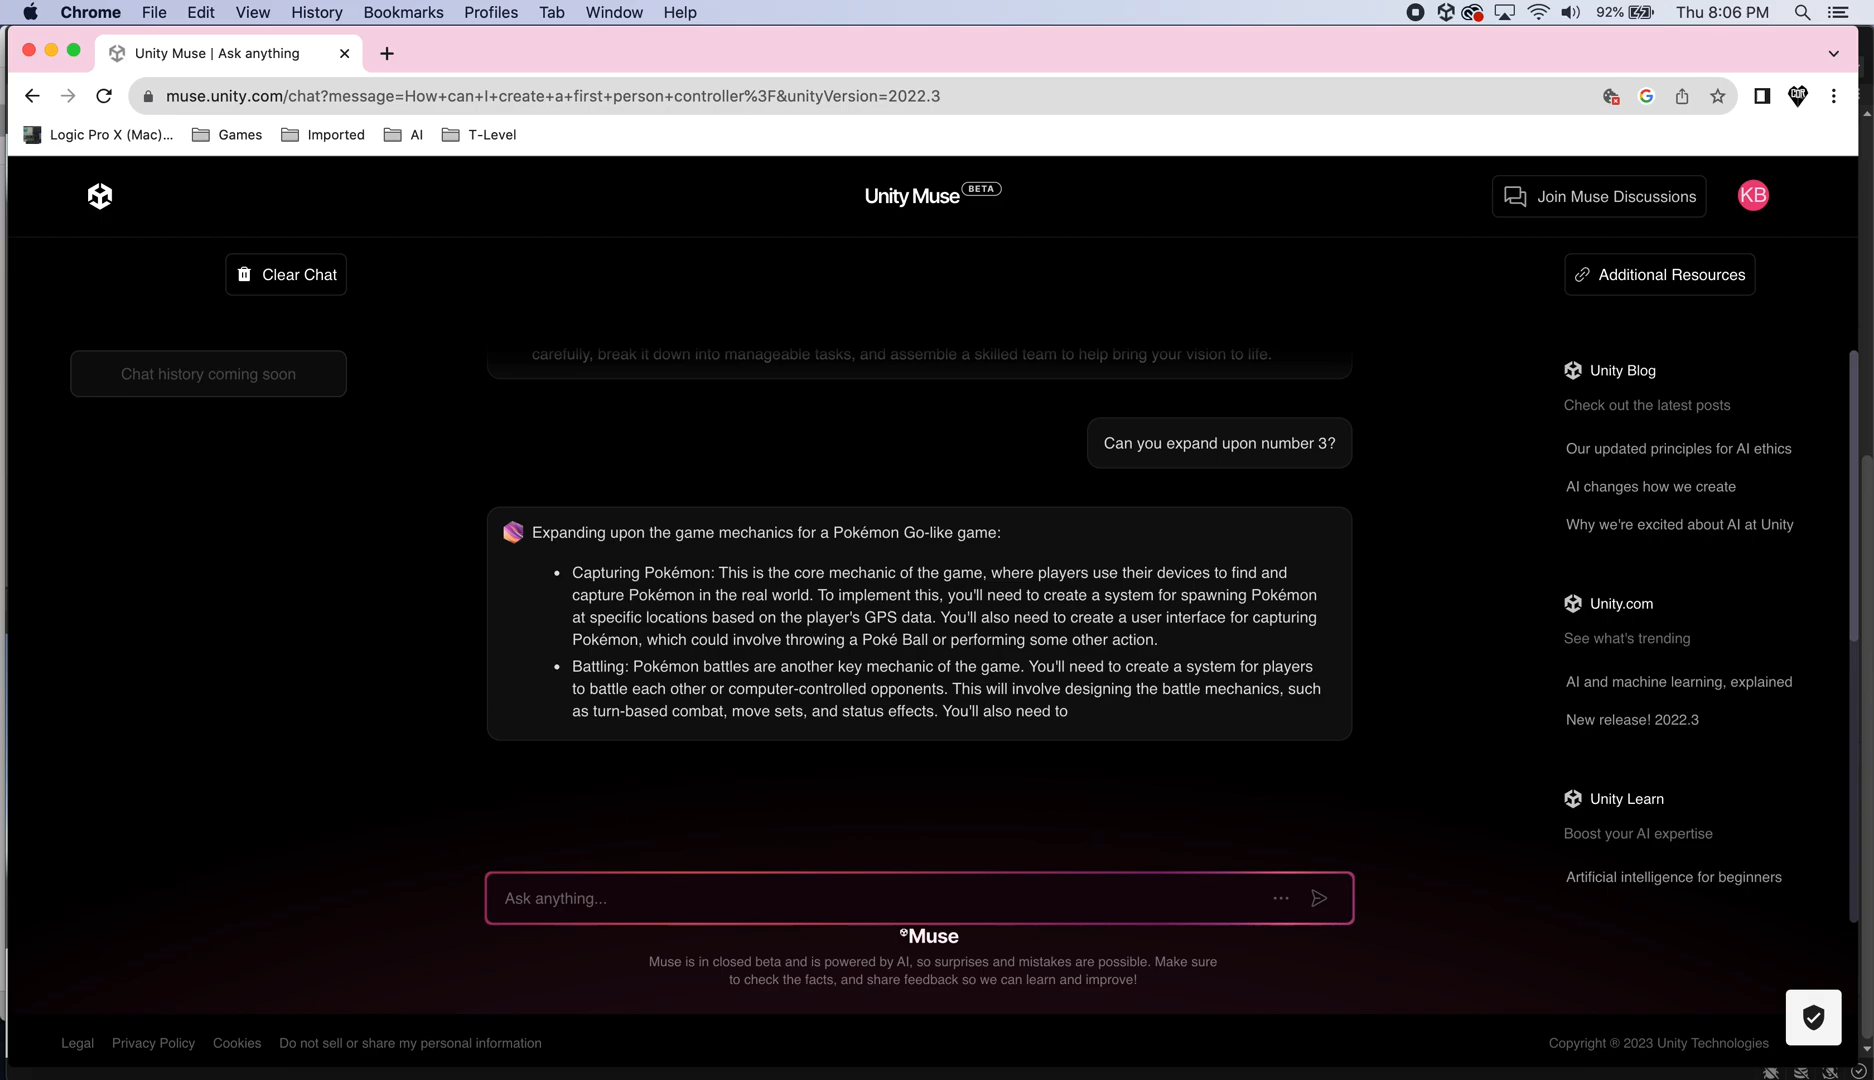 Chrome File Edit View History Bookmarks Profiles Tab Window Help 92% Thu 8:06 PM
Unity Muse | Ask anything
muse.unity.com/chat?message=How+can+I+create+a+first+person+controller%3F&unityVersion=2022.3
Logic Pro X (Mac)... Games Imported AI T-Level
Unity Muse BETA
Join Muse Discussions
KB
Clear Chat
Additional Resources
Chat history coming soon
carefully, break it down into manageable tasks, and assemble a skilled team to help bring your vision to life.
Can you expand upon number 3?
Expanding upon the game mechanics for a Pokémon Go-like game:
• Capturing Pokémon: This is the core mechanic of the game, where players use their devices to find and
capture Pokémon in the real world. To implement this, you'll need to create a system for spawning Pokémon
at specific locations based on the player's GPS data. You'll also need to create a user interface for capturing
Pokémon, which could involve throwing a Poké Ball or performing some other action.
• Battling: Pokémon battles are another key mechanic of the game. You'll need to create a system for players
to battle each other or computer-controlled opponents. This will involve designing the battle mechanics, such
as turn-based combat, move sets, and status effects. You'll also need to
Unity Blog
Check out the latest posts
Our updated principles for AI ethics
AI changes how we create
Why we're excited about AI at Unity
Unity.com
See what's trending
AI and machine learning, explained
New release! 2022.3
Unity Learn
Boost your AI expertise
Artificial intelligence for beginners
Ask anything...
Muse
Muse is in closed beta and is powered by AI, so surprises and mistakes are possible. Make sure
to check the facts, and share feedback so we can learn and improve!
Legal Privacy Policy Cookies Do not sell or share my personal information
Copyright ® 2023 Unity Technologies